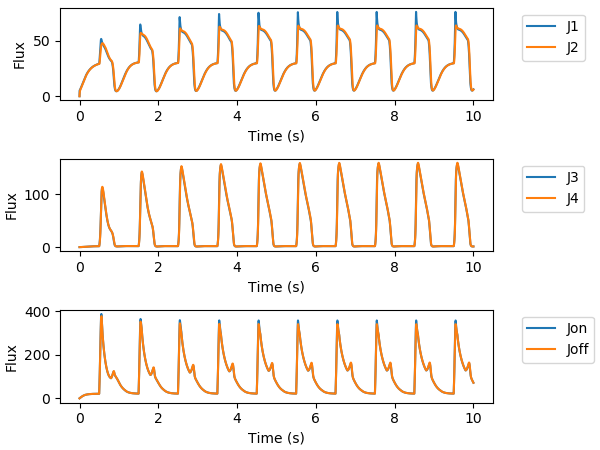 50
0
Flux
0 2 4 6 8 10
Time (s)
J1
J2
100
0
Flux
0 2 4 6 8 10
Time (s)
J3
J4
400
200
0
Flux
0 2 4 6 8 10
Time (s)
Jon
Joff